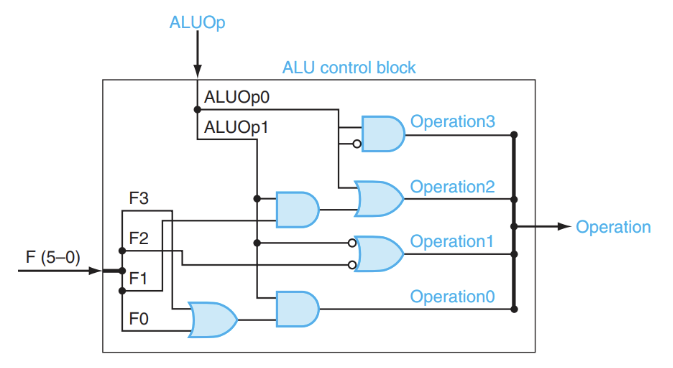 ALUOp
ALU control block
ALUOp0
ALUOp1
Operation3
Operation2
F3
F2
Operation
Operation1
F (5–0)
F1
Operation0
F0